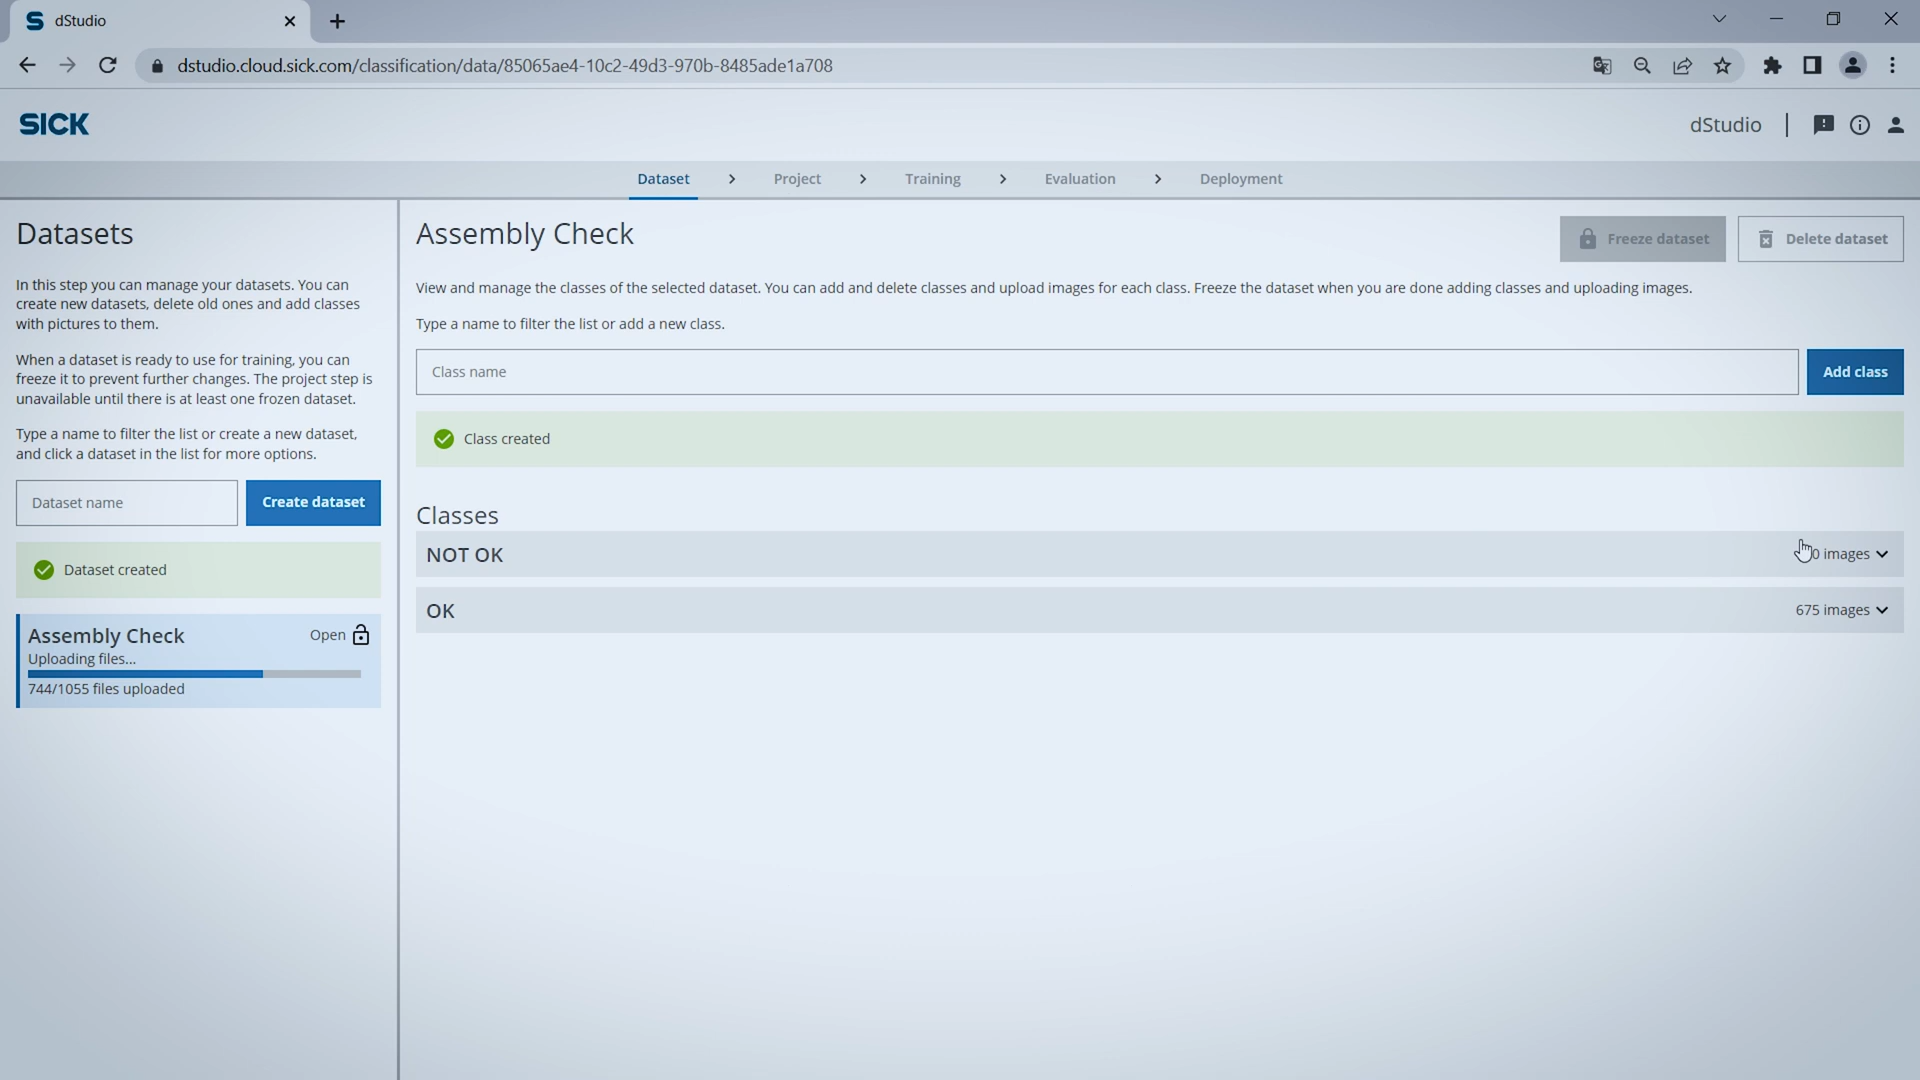 dStudio
dstudio.cloud.sick.com/classification/data/85065ae4-10c2-49d3-970b-8485ade1a708
SICK
dStudio
Dataset
Project
Training
Evaluation
Deployment
Datasets
In this step you can manage your datasets. You can
create new datasets, delete old ones and add classes
with pictures to them.
When a dataset is ready to use for training, you can
freeze it to prevent further changes. The project step is
unavailable until there is at least one frozen dataset.
Type a name to filter the list or create a new dataset,
and click a dataset in the list for more options.
Dataset name
Create dataset
Dataset created
Assembly Check
Open
Uploading files...
744/1055 files uploaded
Assembly Check
Freeze dataset
Delete dataset
View and manage the classes of the selected dataset. You can add and delete classes and upload images for each class. Freeze the dataset when you are done adding classes and uploading images.
Type a name to filter the list or add a new class.
Class name
Add class
Class created
Classes
NOT OK
images
OK
675 images